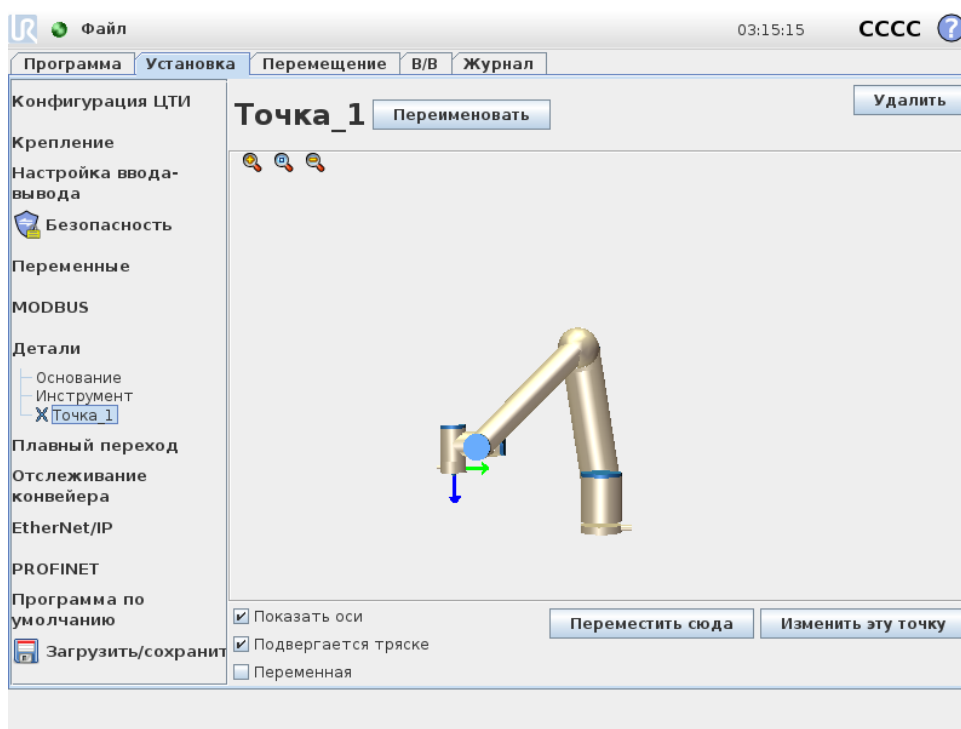 UR Файл 03:15:15 CCCC ?
Программа Установка Перемещение В/В Журнал
Конфигурация ЦТИ
Крепление
Настройка ввода-
вывода
Безопасность
Переменные
MODBUS
Детали
Основание
Инструмент
Точка_1
Плавный переход
Отслеживание
конвейера
EtherNet/IP
PROFINET
Программа по
умолчанию
Загрузить/сохранит
Точка_1 Переименовать Удалить
Показать оси
Подвергается тряске
Переменная
Переместить сюда Изменить эту точку